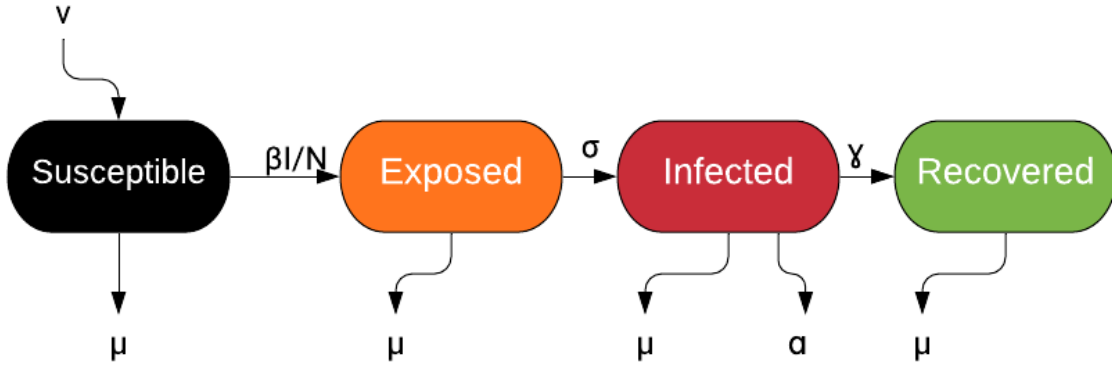 v
Susceptible
βI/N
Exposed
σ
Infected
ɣ
Recovered
μ
μ
μ
α
μ